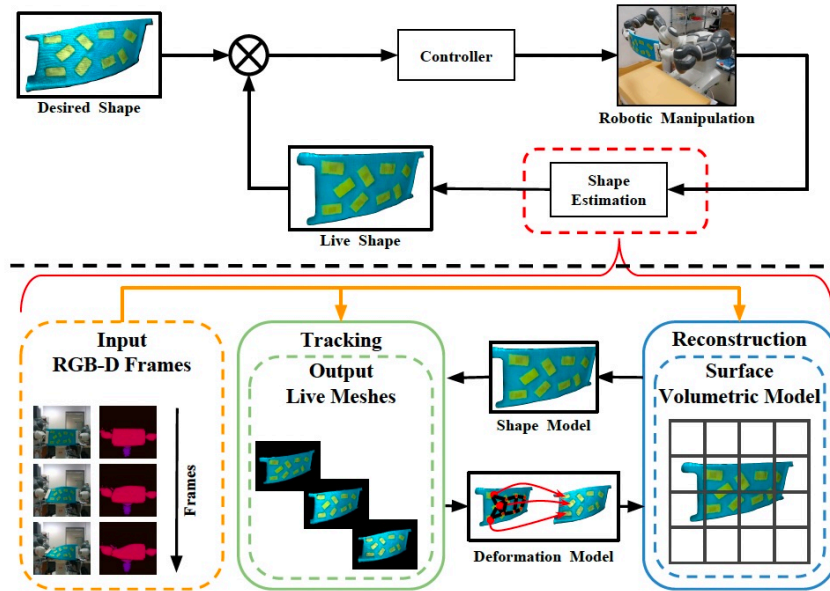 Desired Shape
Controller
Robotic Manipulation
Live Shape
Shape
Estimation
Input
RGB-D Frames
Frames
Tracking
Output
Live Meshes
Shape Model
Deformation Model
Reconstruction
Surface
Volumetric Model